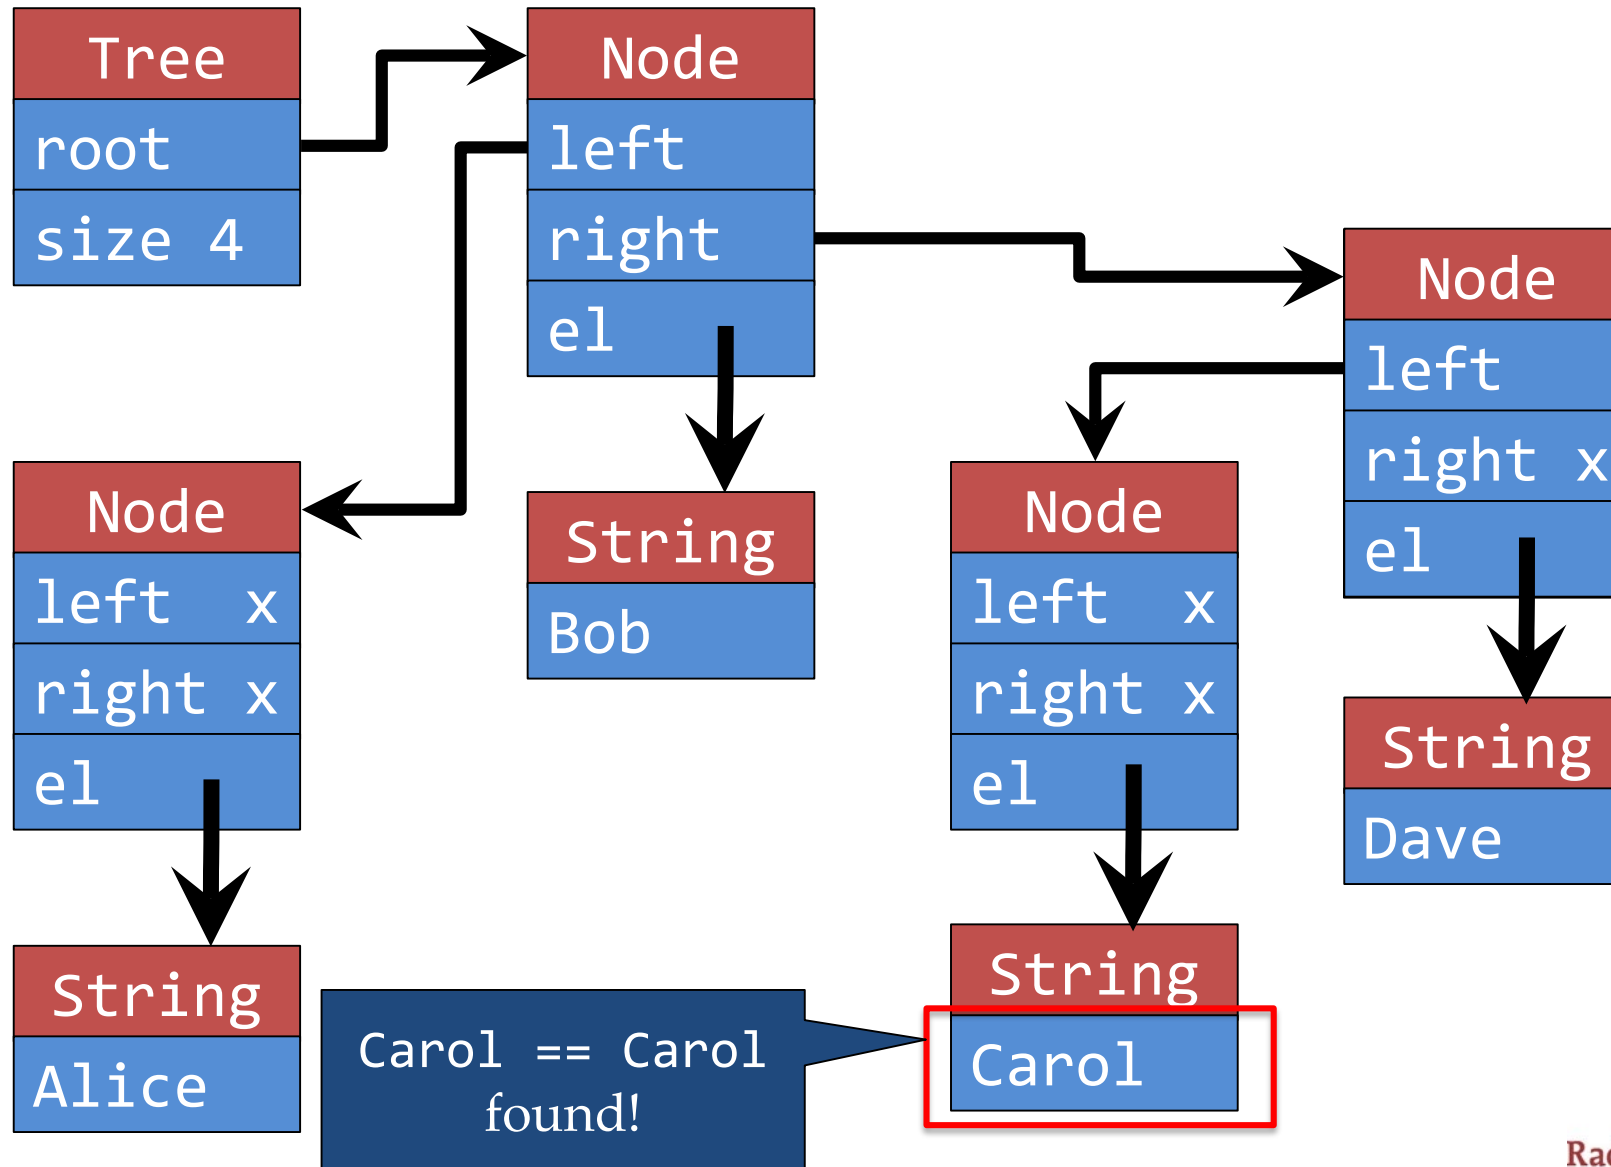 Tree
root
size 4
Node
left
right
el
Node
left
right x
el
Node
left x
right x
el
String
Bob
Node
left x
right x
el
String
Dave
String
Alice
Carol == Carol
found!
String
Carol